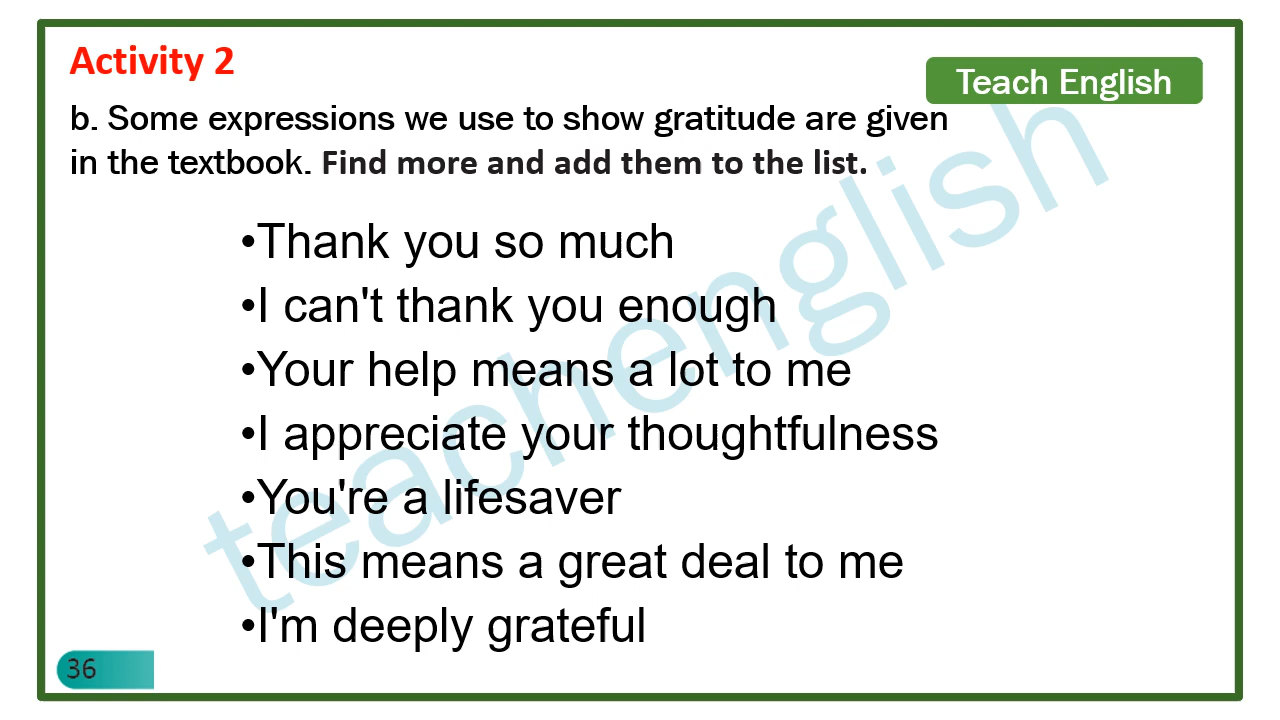 Activity 2
Teach English
b. Some expressions we use to show gratitude are given
in the textbook. Find more and add them to the list.
•Thank you so much
•I can't thank you enough
•Your help means a lot to me
•I appreciate your thoughtfulness
•You're a lifesaver
•This means a great deal to me
•I'm deeply grateful
teachenglish
36